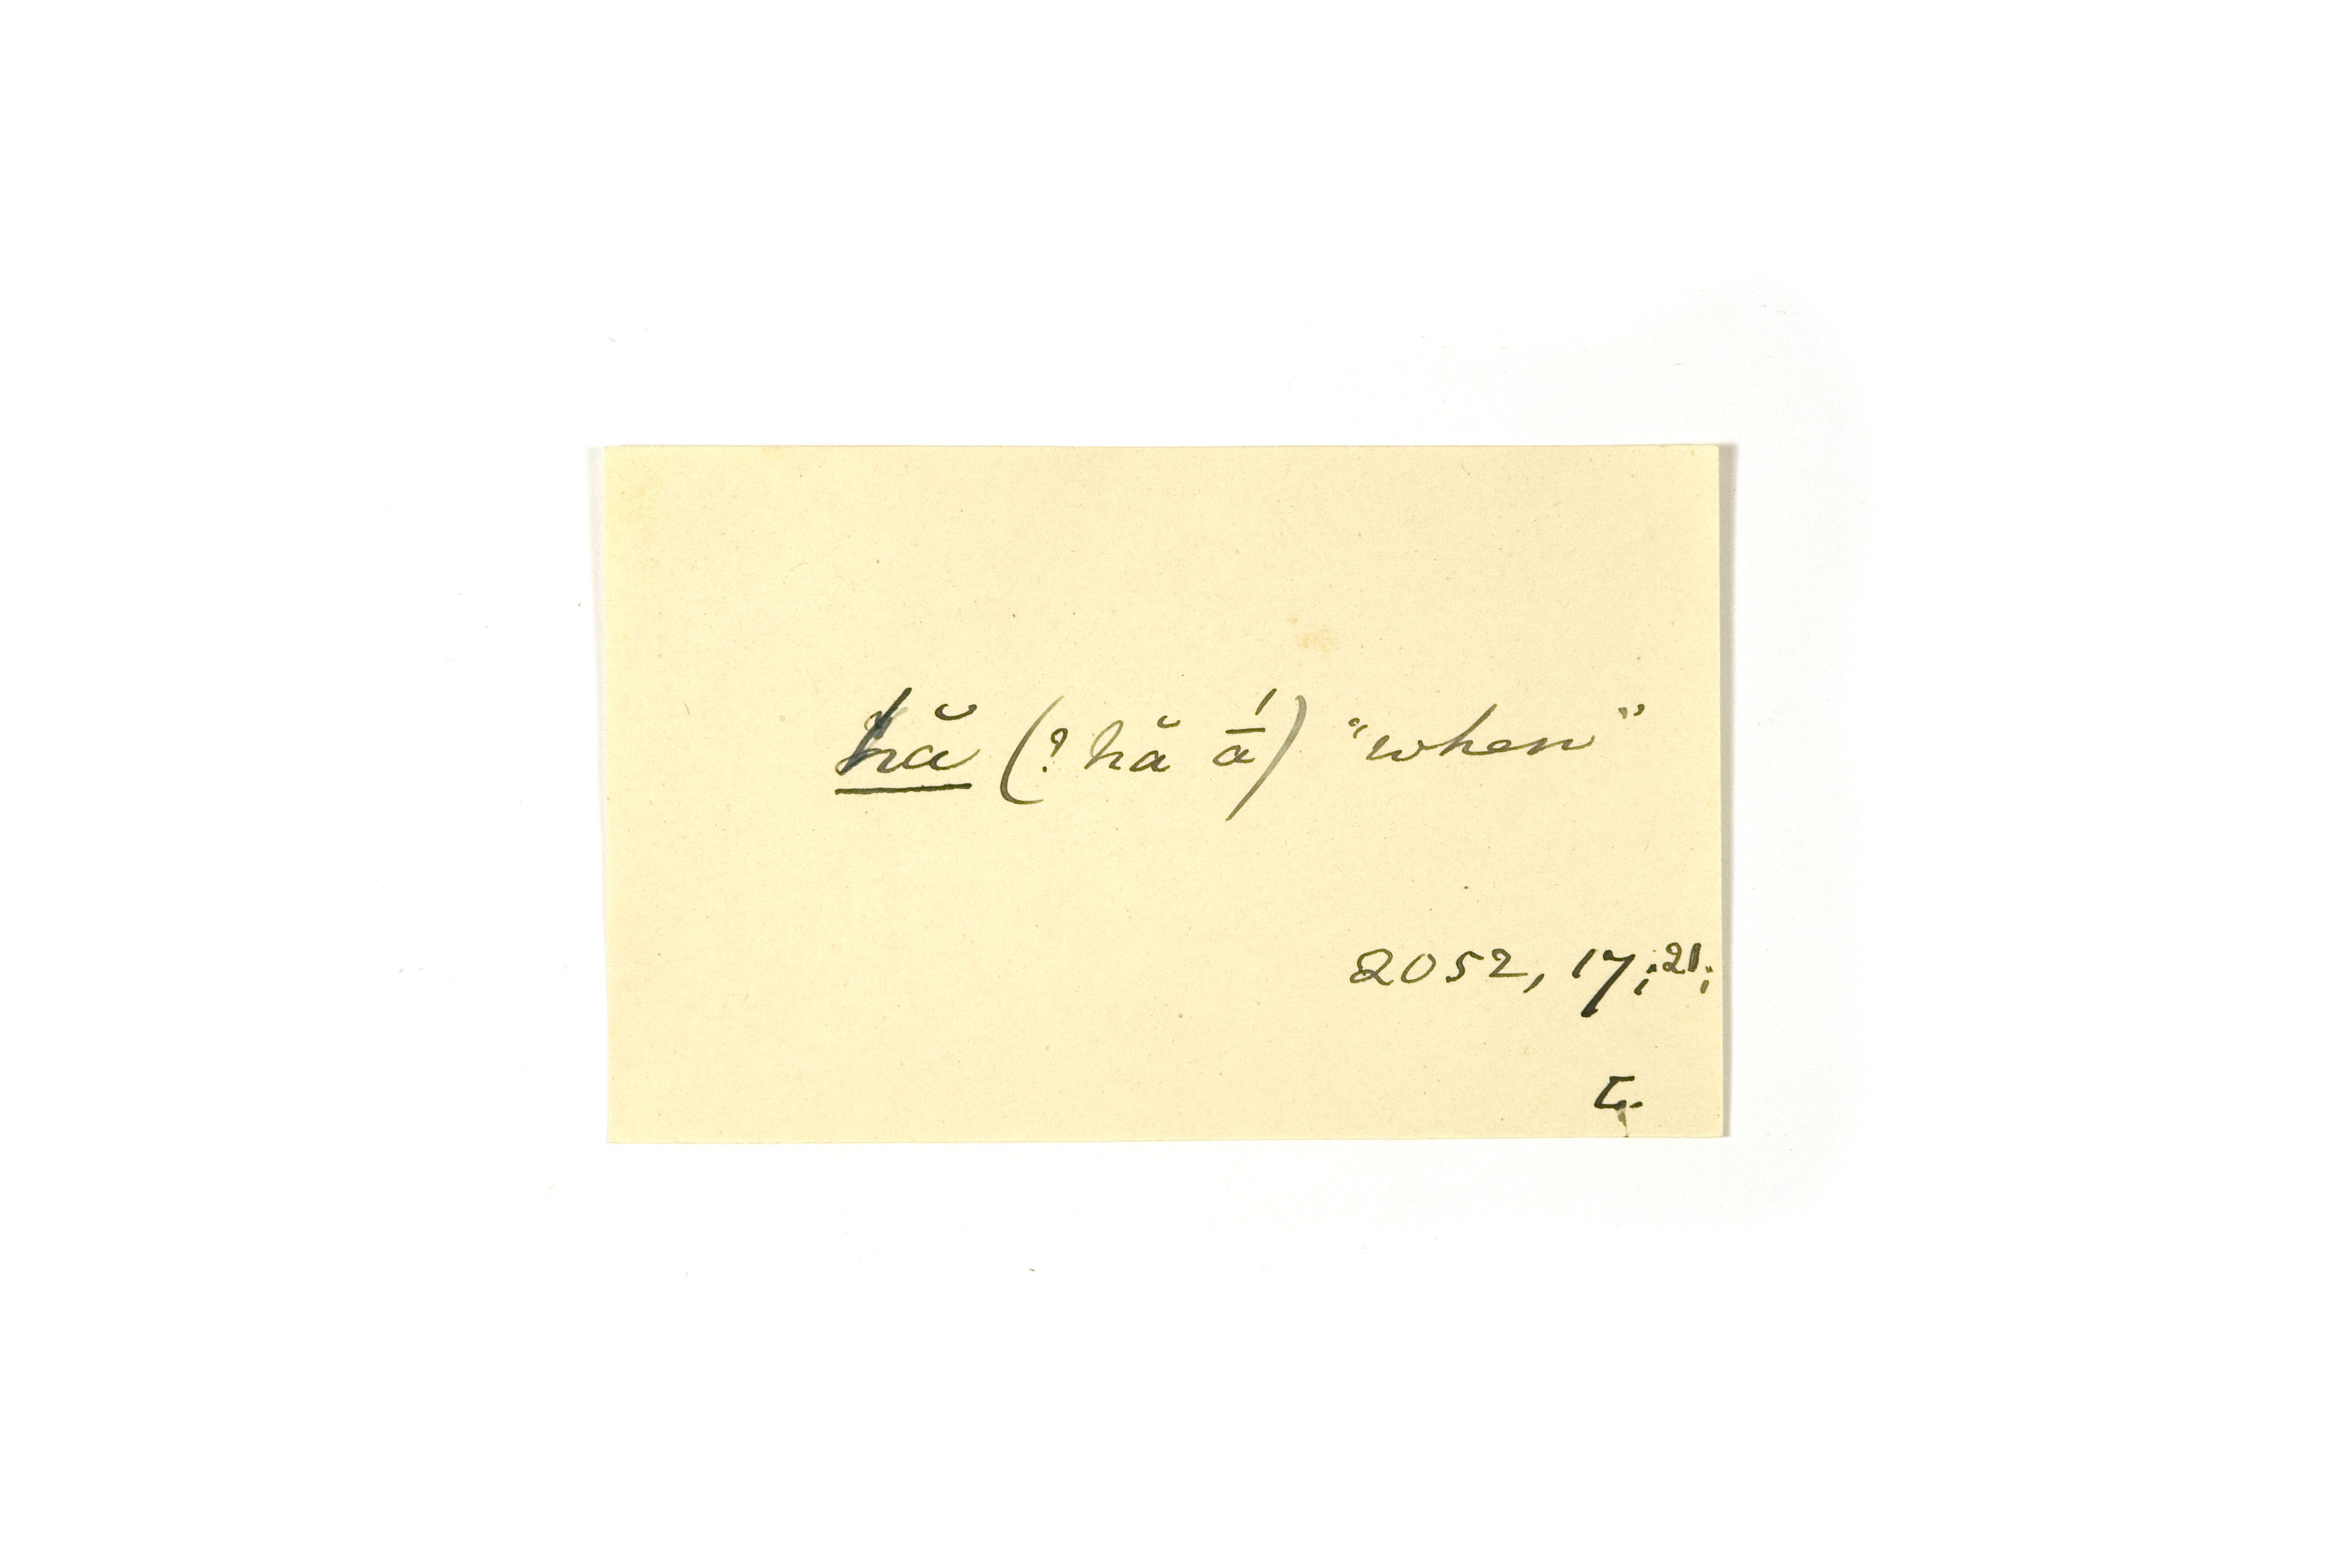 hă (? hă ā́) "when"
2052, 17; 21;